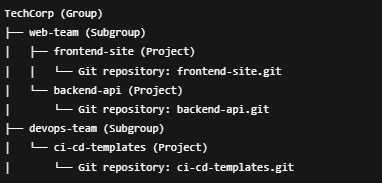 TechCorp (Group)
├── web-team (Subgroup)
│   ├── frontend-site (Project)
│   │   └── Git repository: frontend-site.git
│   └── backend-api (Project)
│       └── Git repository: backend-api.git
├── devops-team (Subgroup)
│   └── ci-cd-templates (Project)
│       └── Git repository: ci-cd-templates.git